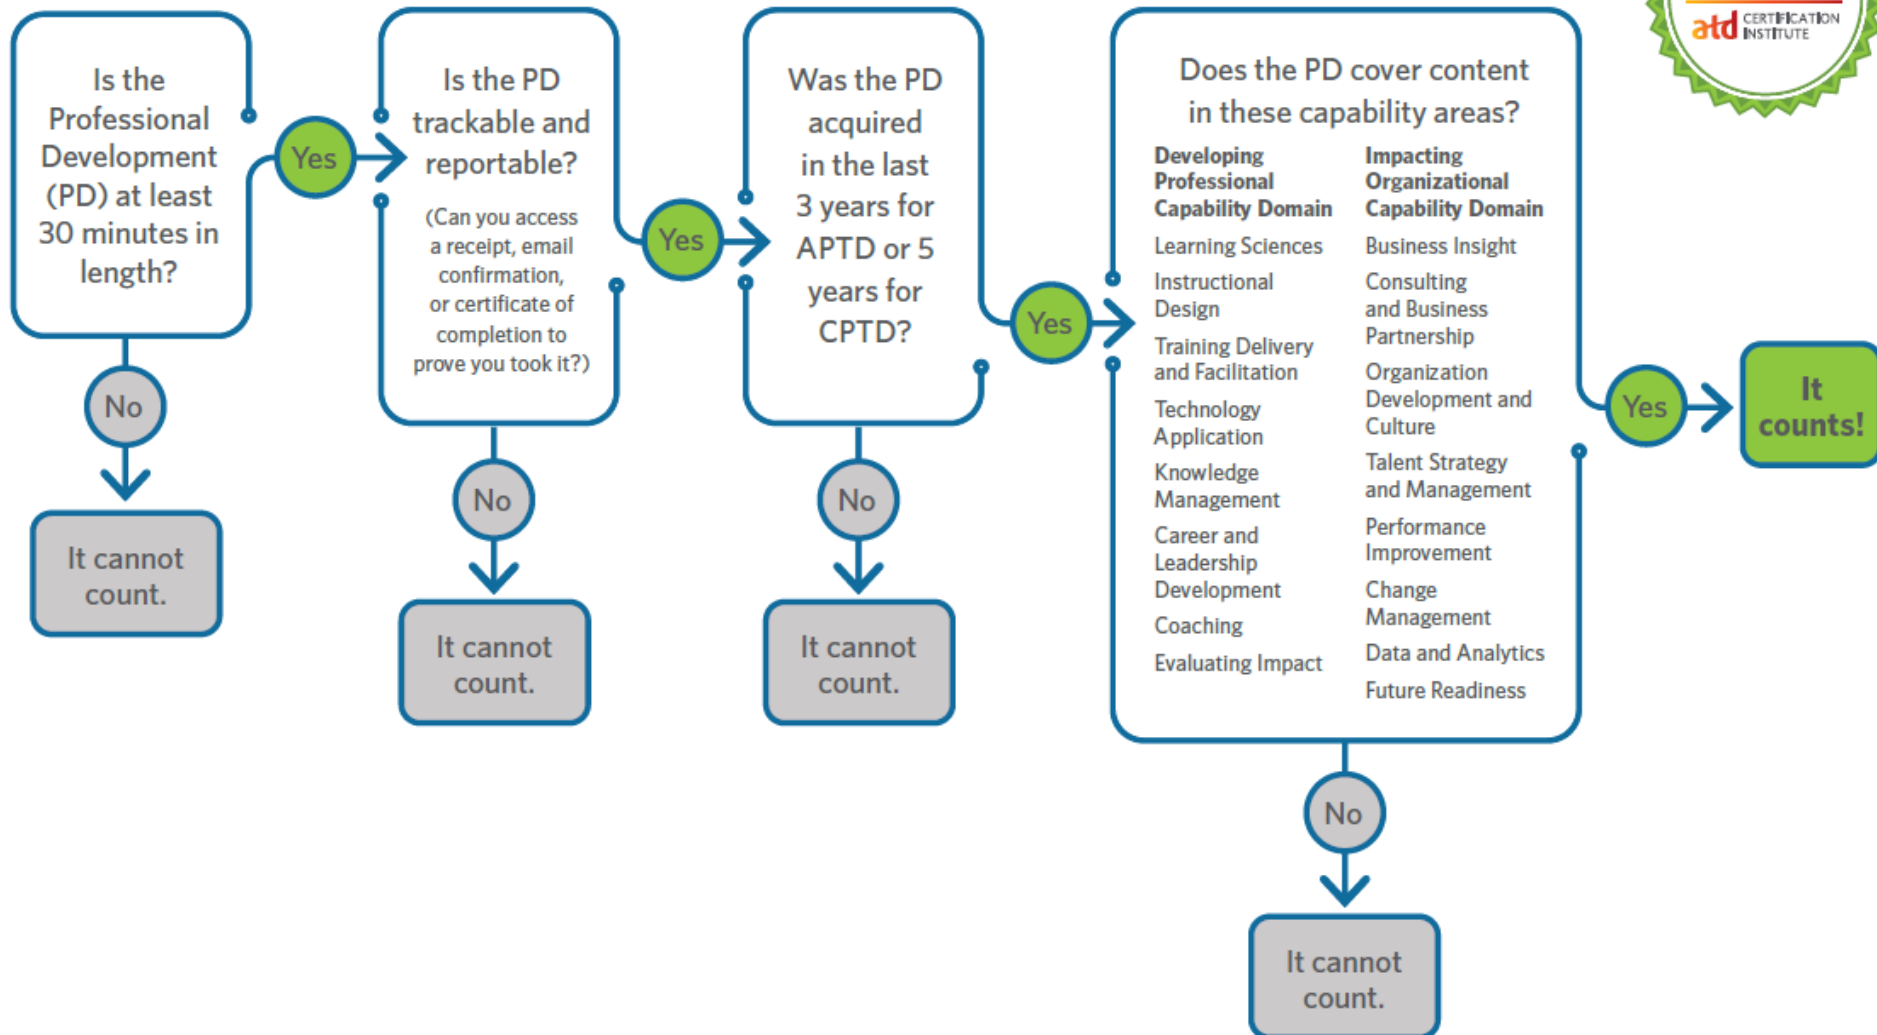 Is the
Professional
Development
(PD) at least
30 minutes in
length?
Yes
No
It cannot
count.
Is the PD
trackable and
reportable?
(Can you access
a receipt, email
confirmation,
or certificate of
completion to
prove you took it?)
Yes
No
It cannot
count.
Was the PD
acquired
in the last
3 years for
APTD or 5
years for
CPTD?
Yes
No
It cannot
count.
Does the PD cover content
in these capability areas?
Developing
Professional
Capability Domain
Learning Sciences
Instructional
Design
Training Delivery
and Facilitation
Technology
Application
Knowledge
Management
Career and
Leadership
Development
Coaching
Evaluating Impact
Impacting
Organizational
Capability Domain
Business Insight
Consulting
and Business
Partnership
Organization
Development and
Culture
Talent Strategy
and Management
Performance
Improvement
Change
Management
Data and Analytics
Future Readiness
Yes
It
counts!
No
It cannot
count.
atd CERTIFICATION
INSTITUTE